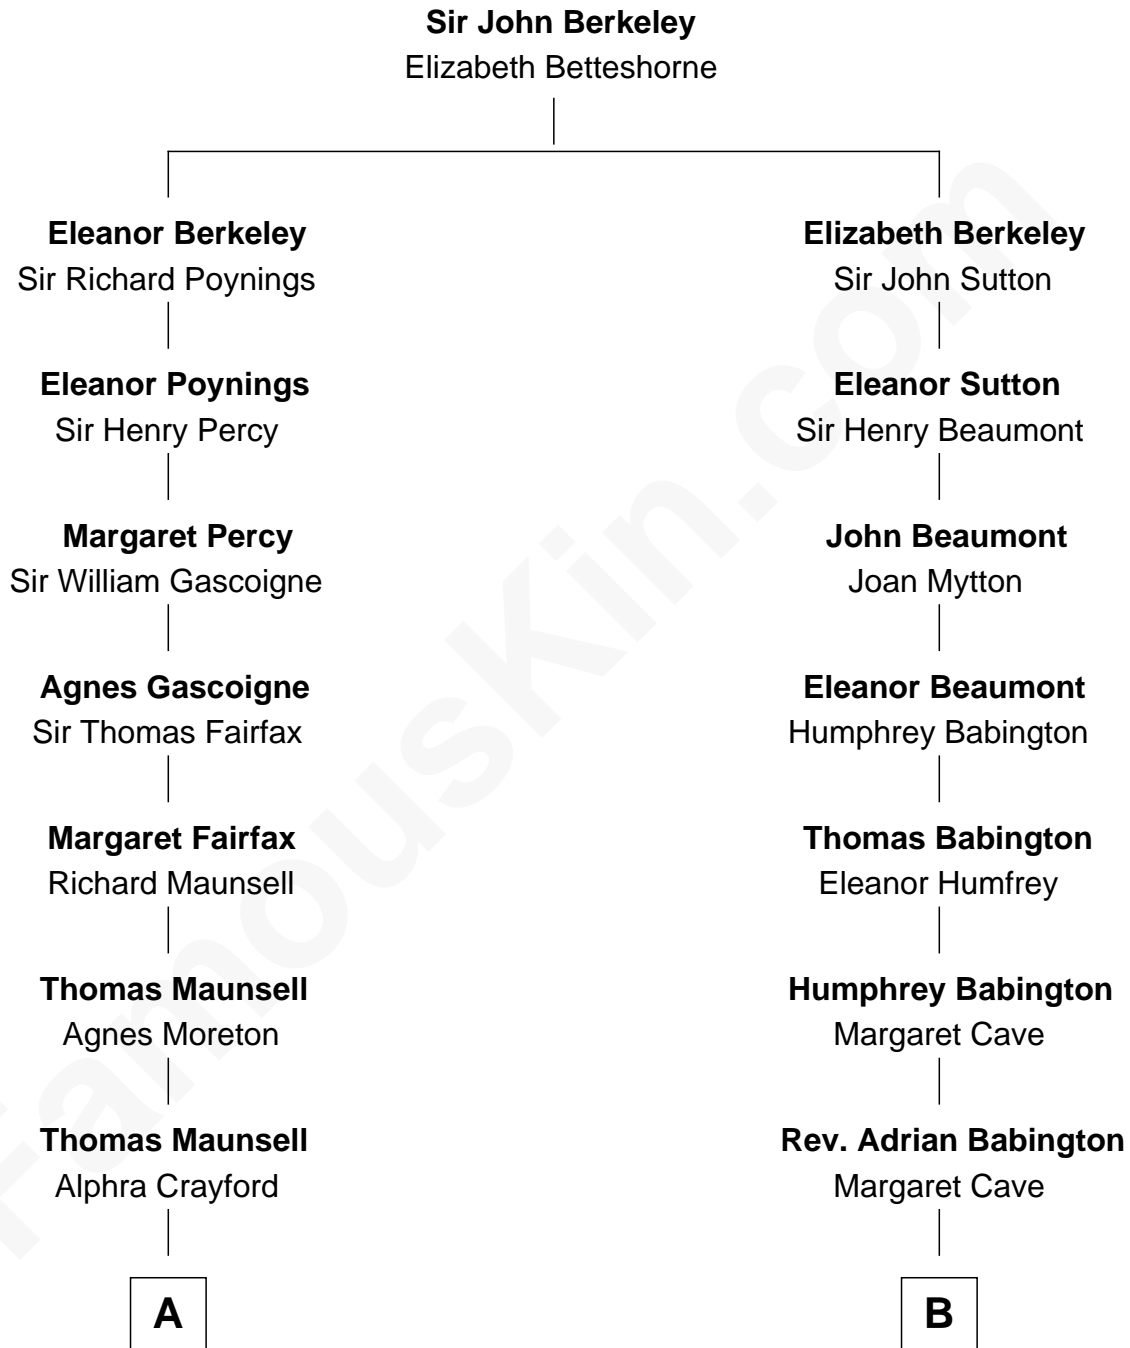 Sir John Berkeley
Elizabeth Betteshorne
Eleanor Berkeley
Sir Richard Poynings
Eleanor Poynings
Sir Henry Percy
Margaret Percy
Sir William Gascoigne
Agnes Gascoigne
Sir Thomas Fairfax
Margaret Fairfax
Richard Maunsell
Thomas Maunsell
Agnes Moreton
Thomas Maunsell
Alphra Crayford
A
Elizabeth Berkeley
Sir John Sutton
Eleanor Sutton
Sir Henry Beaumont
John Beaumont
Joan Mytton
Eleanor Beaumont
Humphrey Babington
Thomas Babington
Eleanor Humfrey
Humphrey Babington
Margaret Cave
Rev. Adrian Babington
Margaret Cave
B
FamousKin.com